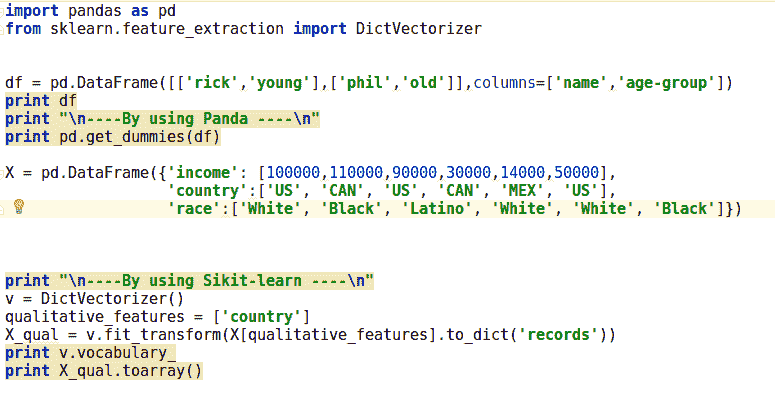 import pandas as pd
from sklearn.feature_extraction import DictVectorizer
df = pd.DataFrame([['rick','young'],['phil','old']],columns=['name','age-group'])
print df
print "\n----By using Panda ----\n"
print pd.get_dummies(df)
X = pd.DataFrame({'income': [100000,110000,90000,30000,14000,50000],
'country':['US', 'CAN', 'US', 'CAN', 'MEX', 'US'],
'race':['White', 'Black', 'Latino', 'White', 'White', 'Black']})
print "\n----By using Sikit-learn ----\n"
v = DictVectorizer()
qualitative_features = ['country']
X_qual = v.fit_transform(X[qualitative_features].to_dict('records'))
print v.vocabulary_
print X_qual.toarray()